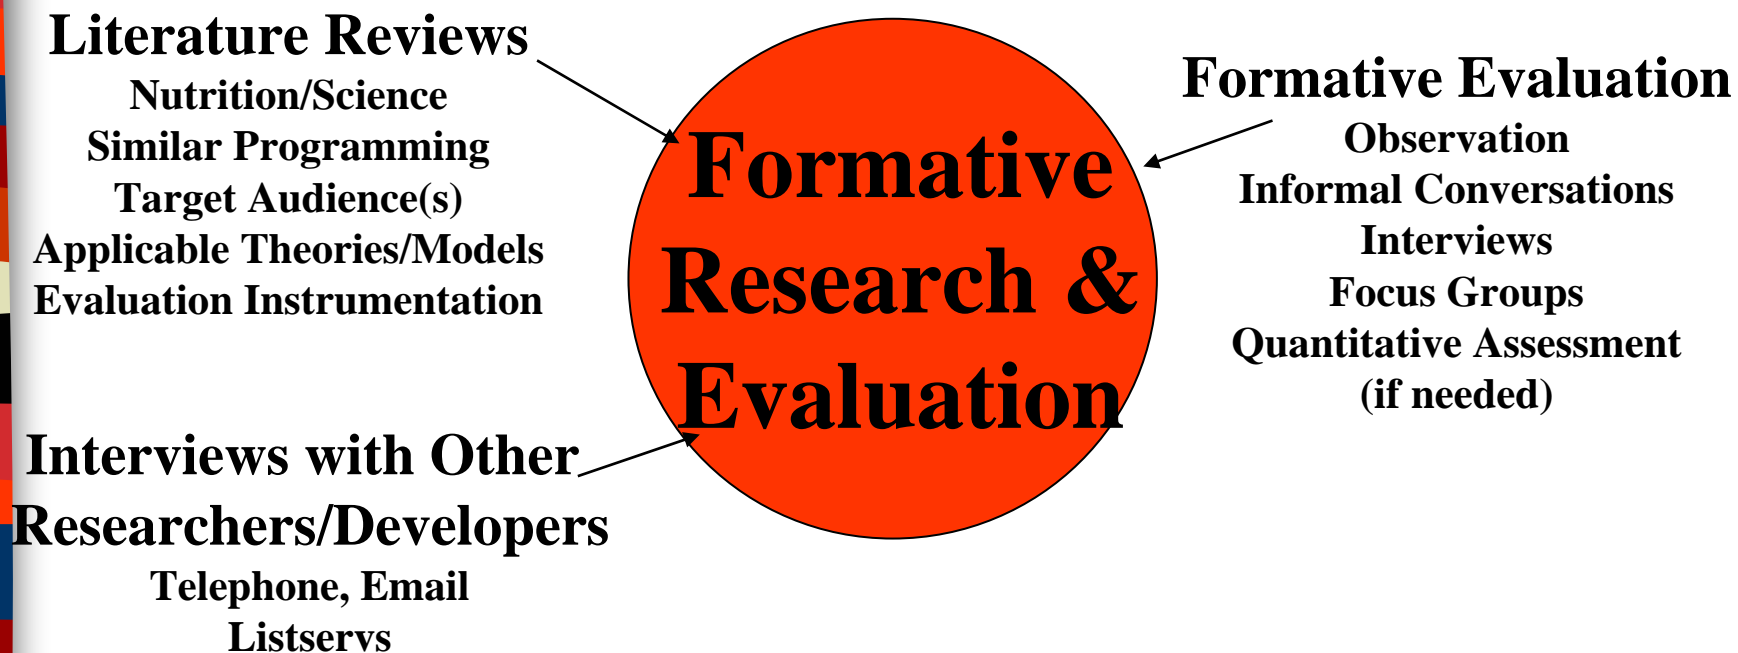 Literature Reviews
Nutrition/Science
Similar Programming
Target Audience(s)
Applicable Theories/Models
Evaluation Instrumentation
Interviews with Other
Researchers/Developers
Telephone, Email
Listservs
Formative
Research &
Evaluation
Formative Evaluation
Observation
Informal Conversations
Interviews
Focus Groups
Quantitative Assessment
(if needed)